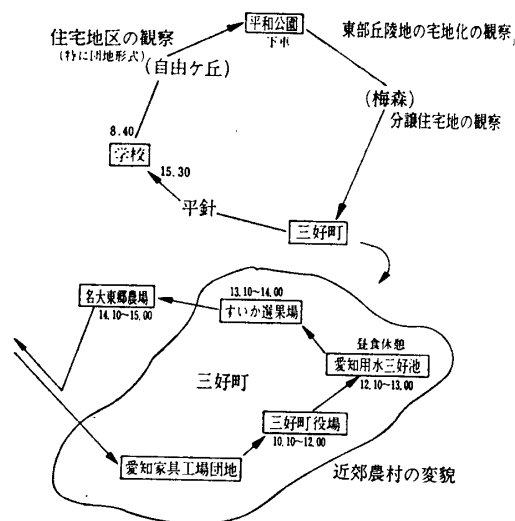 平和公園
下車
住宅地区の観察
(特に団地形式)
(自由ケ丘)
東部丘陵地の宅地化の観察
(梅森)
分譲住宅地の観察
8.40
学校
15.30
平針
三好町
名大東郷農場
14.10~15.00
13.10~14.00
すいか選果場
昼食休憩
愛知用水三好池
12.10~13.00
三好町
三好町役場
10.10~12.00
愛知家具工場団地
近郊農村の変貌